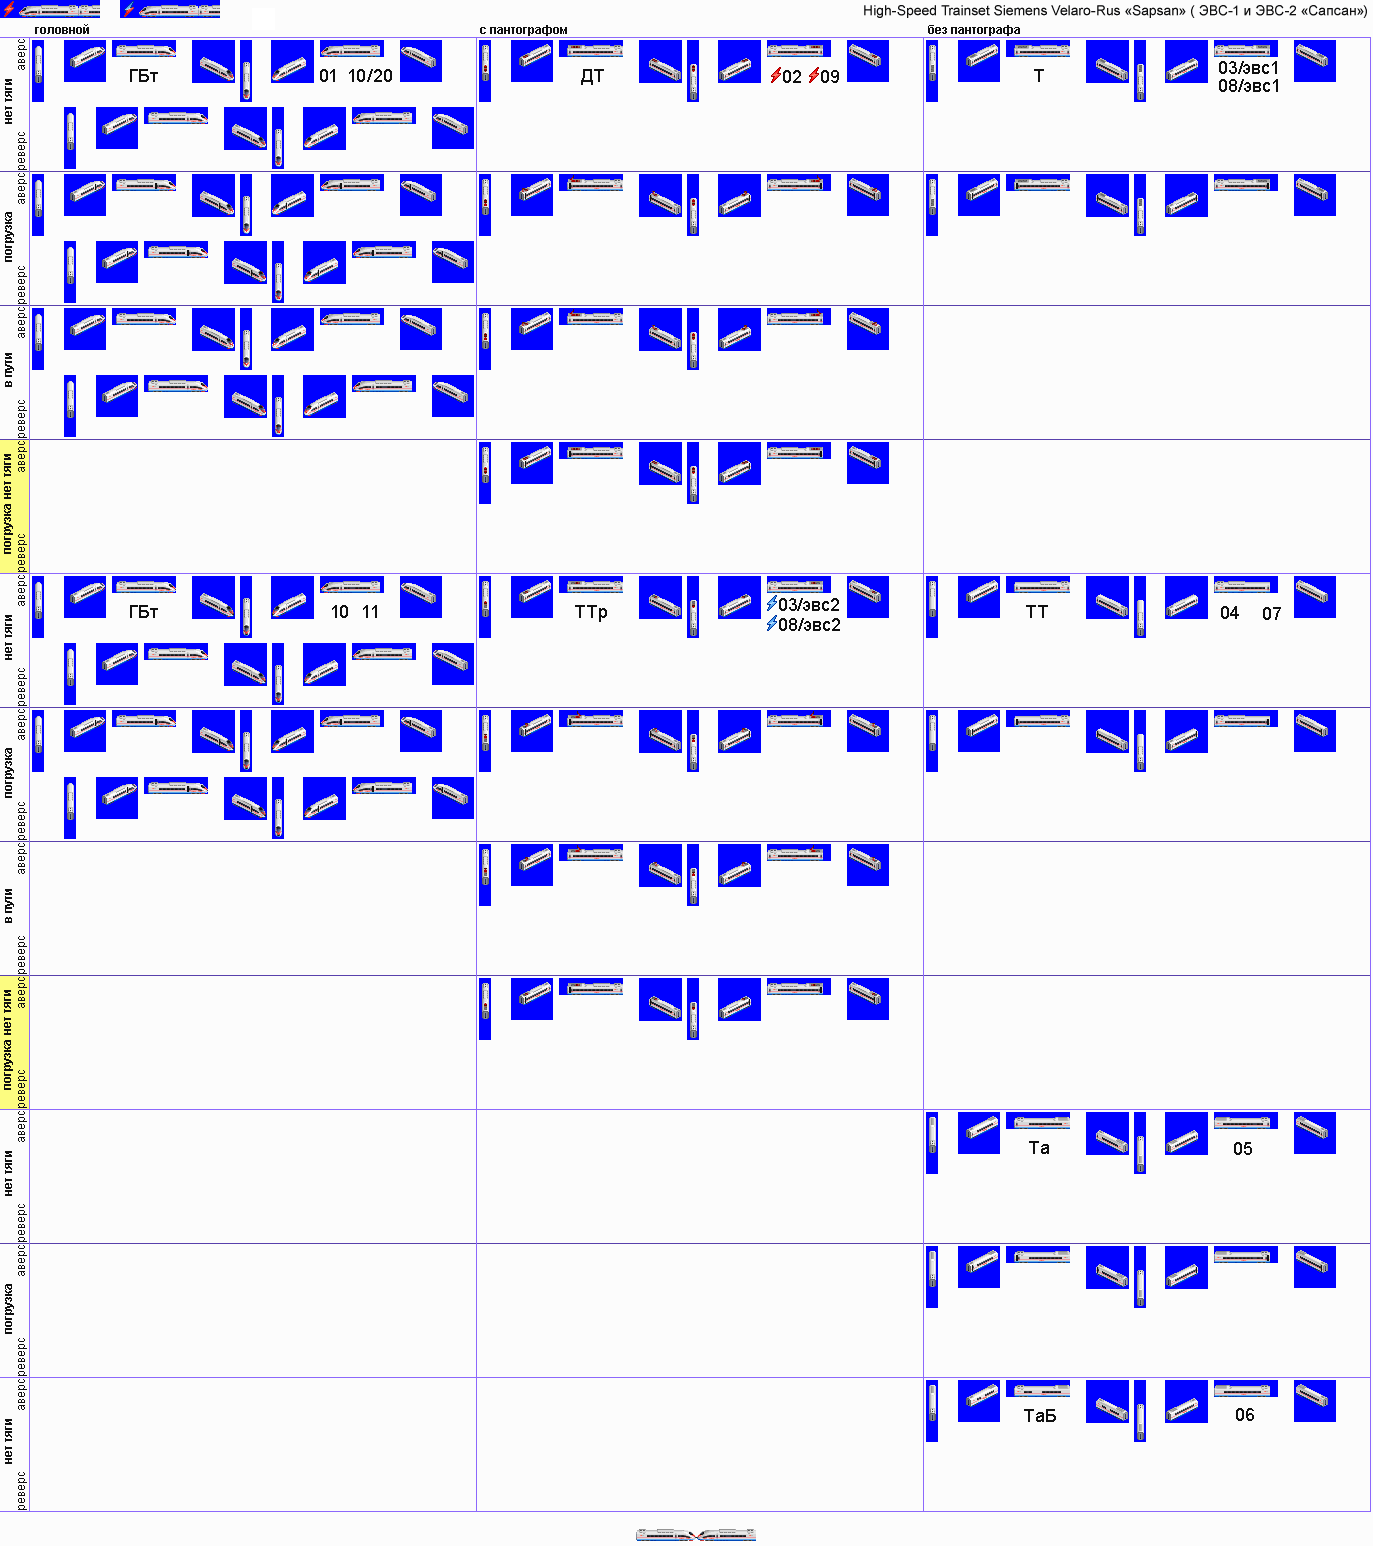 High-Speed Trainset Siemens Velaro-Rus «Sapsan» ( ЭВС-1 и ЭВС-2 «Сапсан»)
головной
с пантографом
без пантографа
нет тяги
аверс
реверс
ГБт
01 10/20
ДТ
02 09
Т
03/эвс1
08/эвс1
погрузка
аверс
реверс
в пути
аверс
реверс
погрузка нет тяги
аверс
реверс
нет тяги
аверс
реверс
ГБт
10 11
ТТр
03/эвс2
08/эвс2
ТТ
04 07
погрузка
аверс
реверс
в пути
аверс
реверс
погрузка нет тяги
аверс
реверс
нет тяги
аверс
реверс
Та
05
погрузка
аверс
реверс
нет тяги
аверс
реверс
ТаБ
06